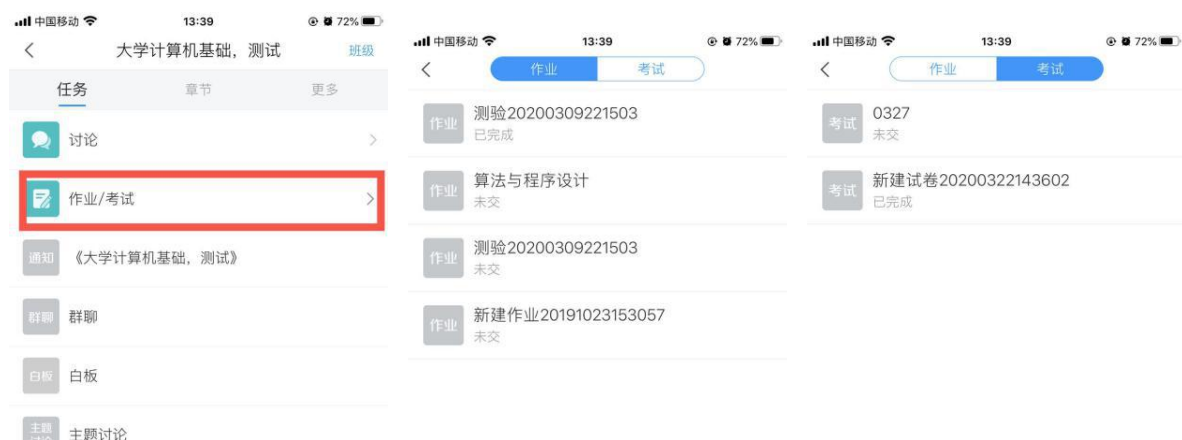 中国移动 13:39 72%
大学计算机基础，测试 班级
任务 章节 更多
讨论
作业/考试
通知 《大学计算机基础，测试》
群聊 群聊
白板 白板
主题讨论 主题讨论
中国移动 13:39 72%
作业 考试
作业 测验20200309221503
已完成
作业 算法与程序设计
未交
作业 测验20200309221503
未交
作业 新建作业20191023153057
未交
中国移动 13:39 72%
作业 考试
考试 0327
未交
考试 新建试卷20200322143602
已完成